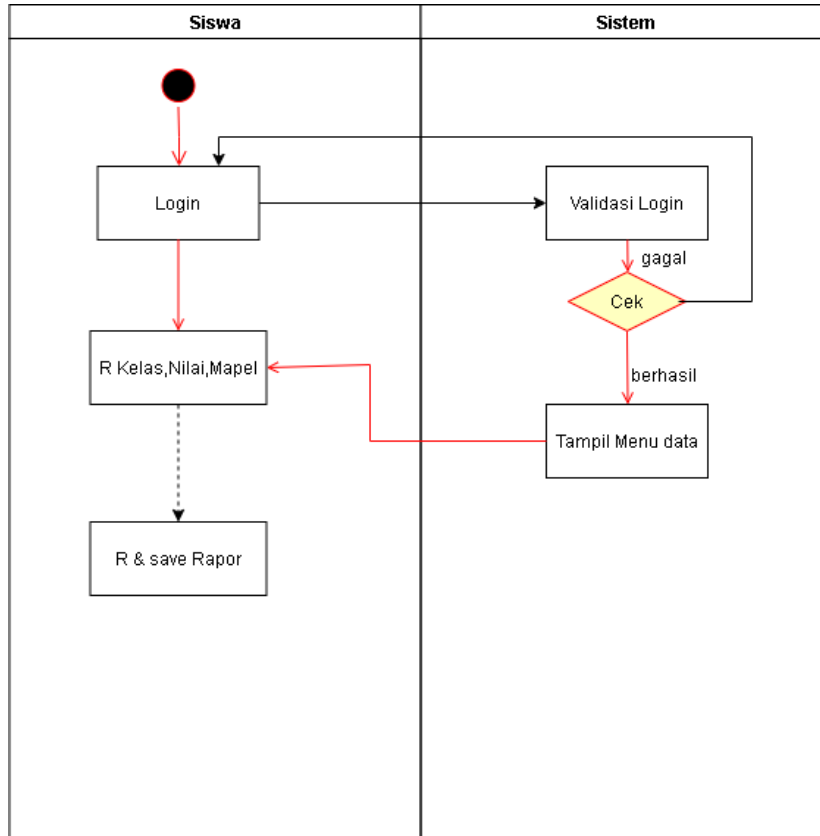 Siswa
Sistem
Login
Validasi Login
gagal
Cek
R Kelas,Nilai,Mapel
berhasil
Tampil Menu data
R & save Rapor